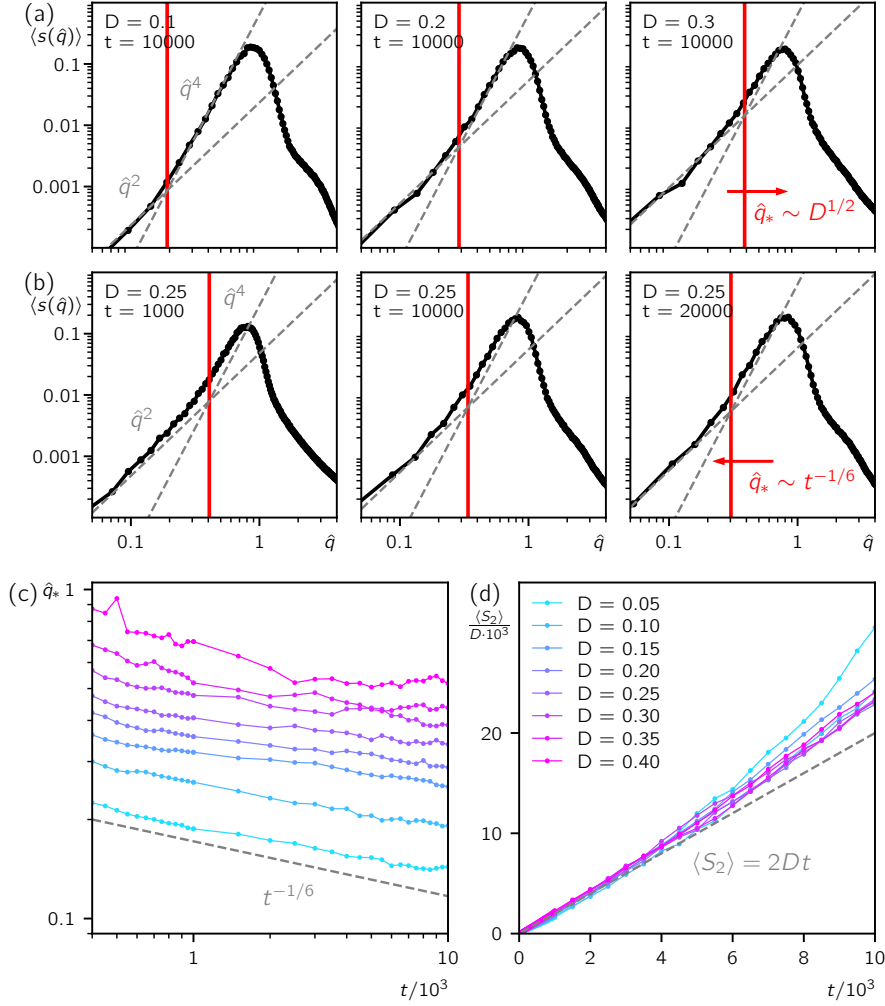 (a)
⟨s(q̂)⟩
D = 0.1
t = 10000
D = 0.2
t = 10000
D = 0.3
t = 10000
0.1
0.01
0.001
q̂⁴
q̂²
q̂* ~ D^{1/2}
(b)
⟨s(q̂)⟩
D = 0.25
t = 1000
D = 0.25
t = 10000
D = 0.25
t = 20000
0.1
0.01
0.001
q̂⁴
q̂²
q̂* ~ t^{-1/6}
0.1 1 q̂
0.1 1 q̂
0.1 1 q̂
(c) q̂* 1
0.1
t^{-1/6}
1 10
t/10³
(d)
⟨S₂⟩/D·10³
D = 0.05
D = 0.10
D = 0.15
D = 0.20
D = 0.25
D = 0.30
D = 0.35
D = 0.40
20
10
0
⟨S₂⟩ = 2Dt
0 2 4 6 8 10
t/10³